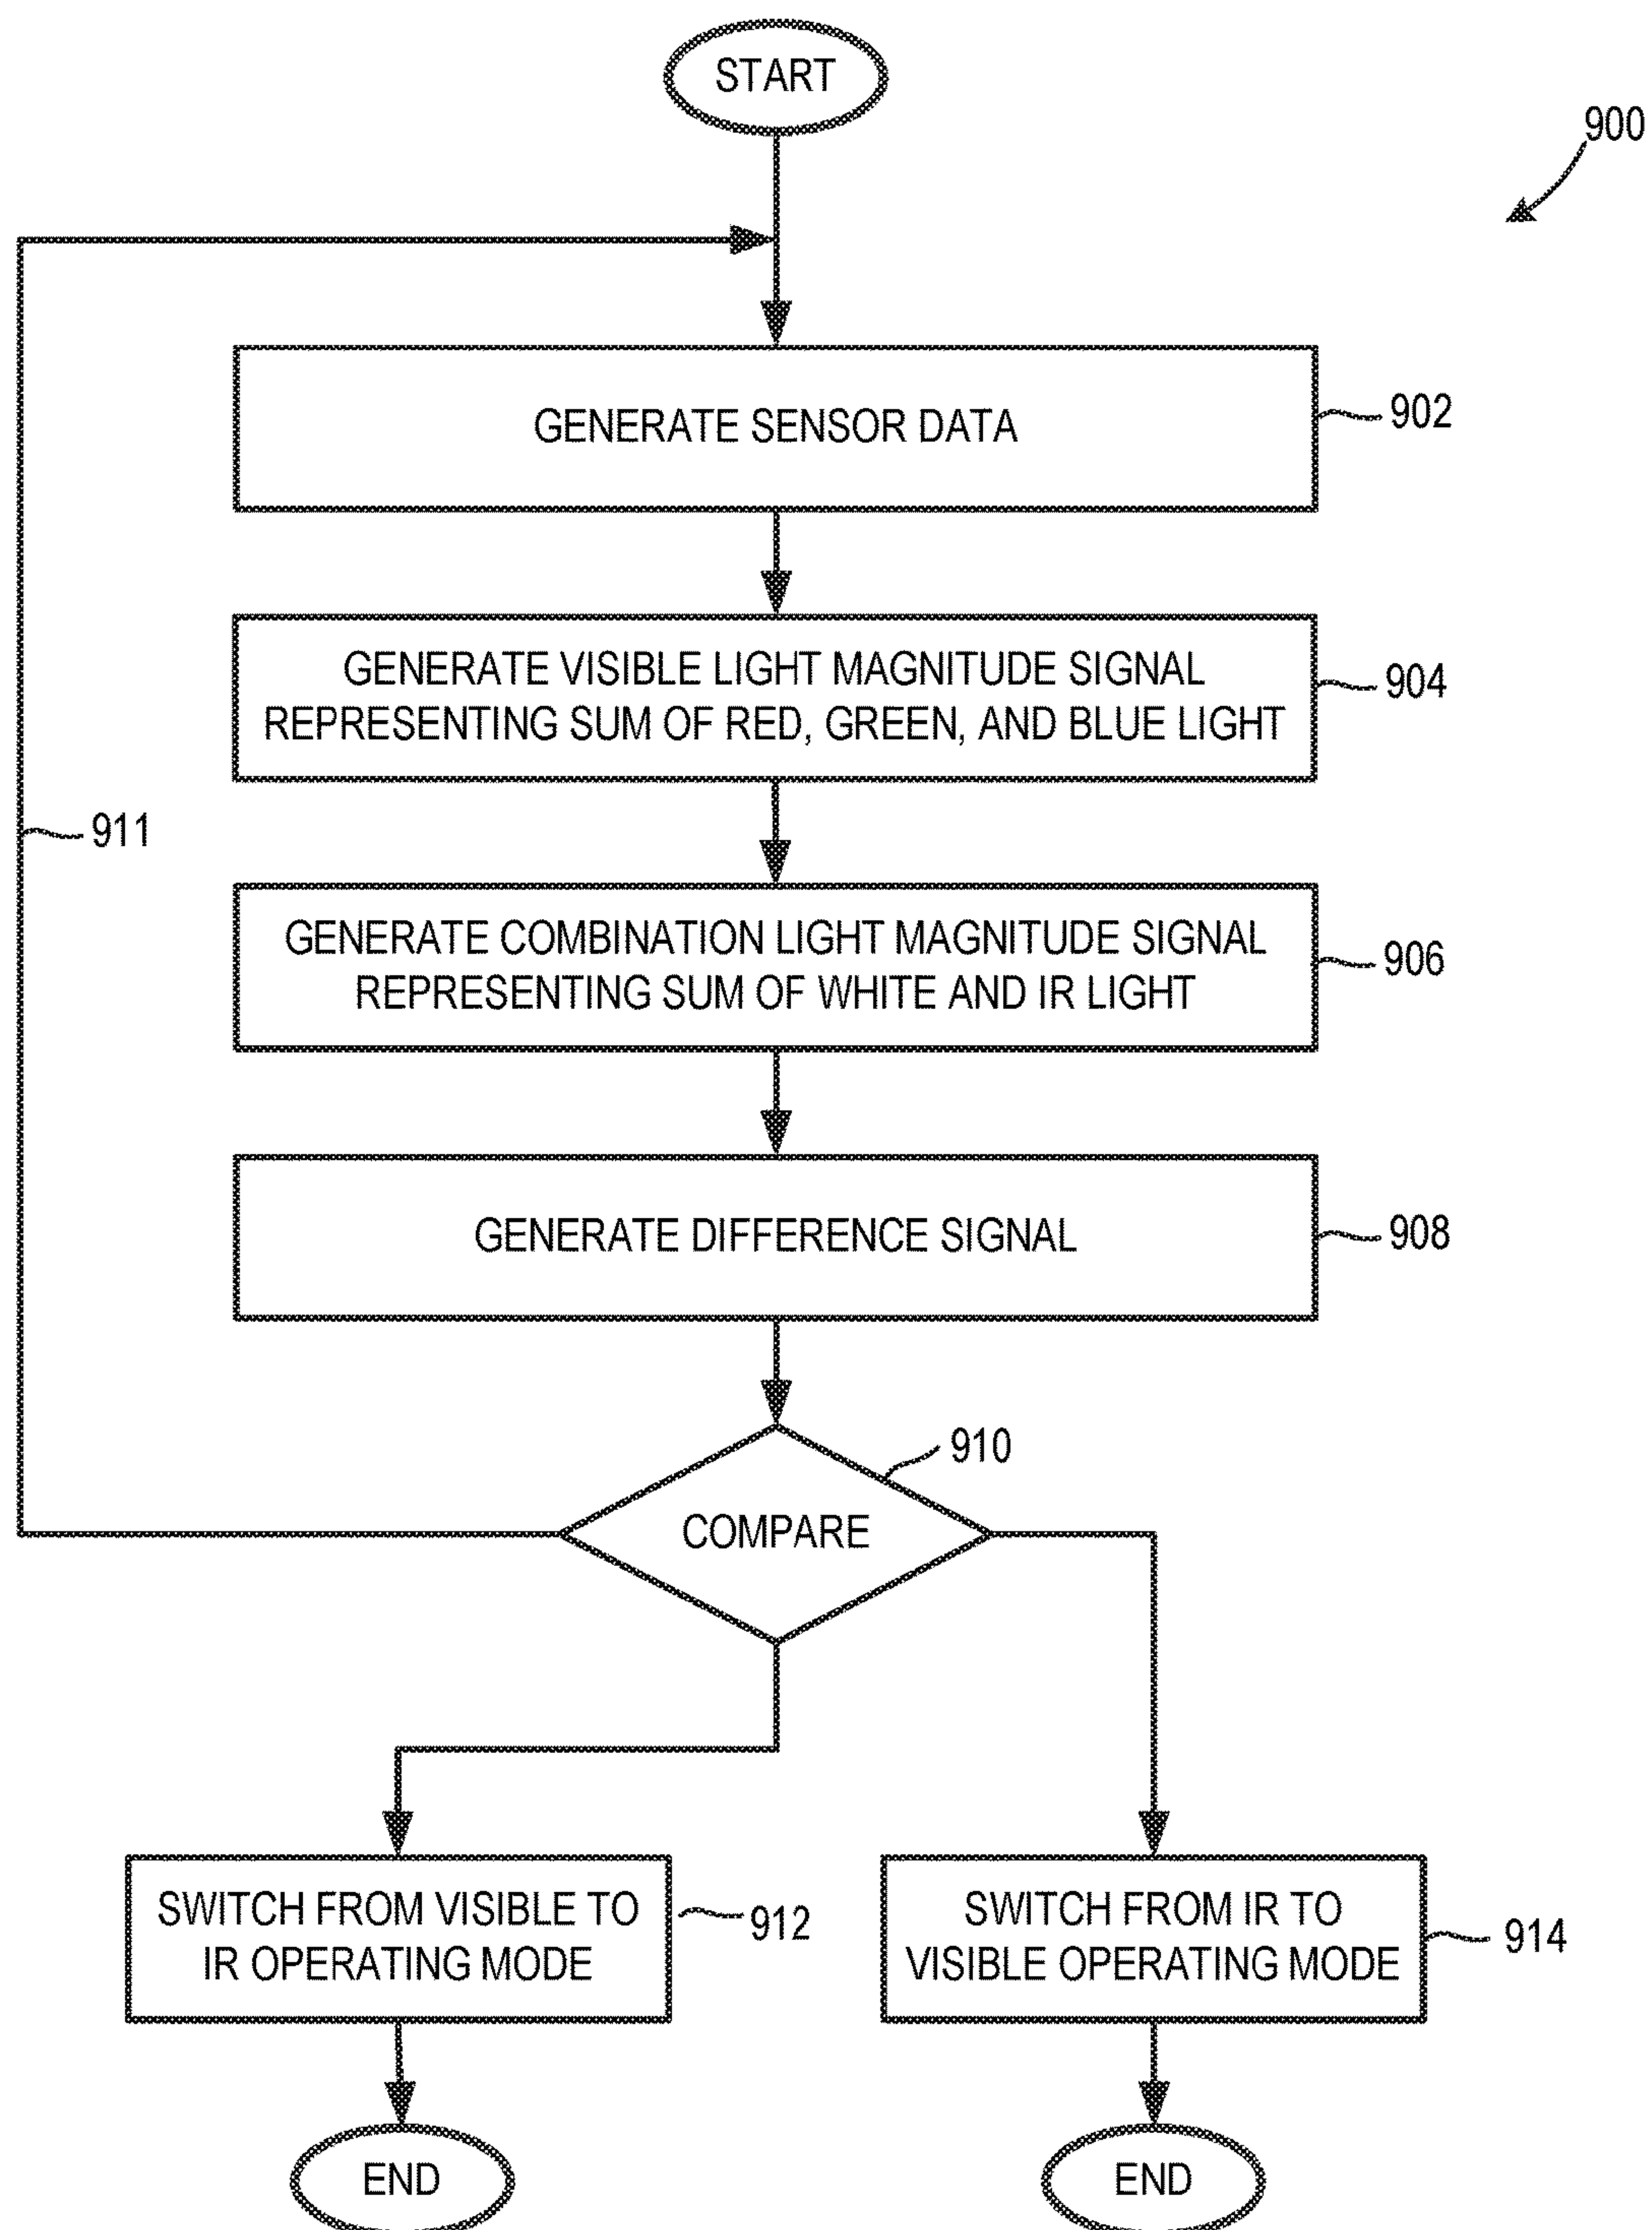 START
900
GENERATE SENSOR DATA
902
GENERATE VISIBLE LIGHT MAGNITUDE SIGNAL
REPRESENTING SUM OF RED, GREEN, AND BLUE LIGHT
904
911
GENERATE COMBINATION LIGHT MAGNITUDE SIGNAL
REPRESENTING SUM OF WHITE AND IR LIGHT
906
GENERATE DIFFERENCE SIGNAL
908
910
COMPARE
SWITCH FROM VISIBLE TO
IR OPERATING MODE
912
SWITCH FROM IR TO
VISIBLE OPERATING MODE
914
END
END